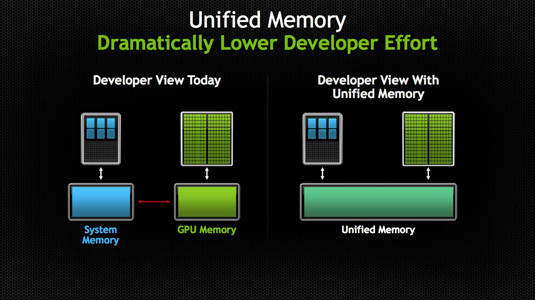 Unified Memory
Dramatically Lower Developer Effort
Developer View Today
Developer View With
Unified Memory
System
Memory
GPU Memory
Unified Memory